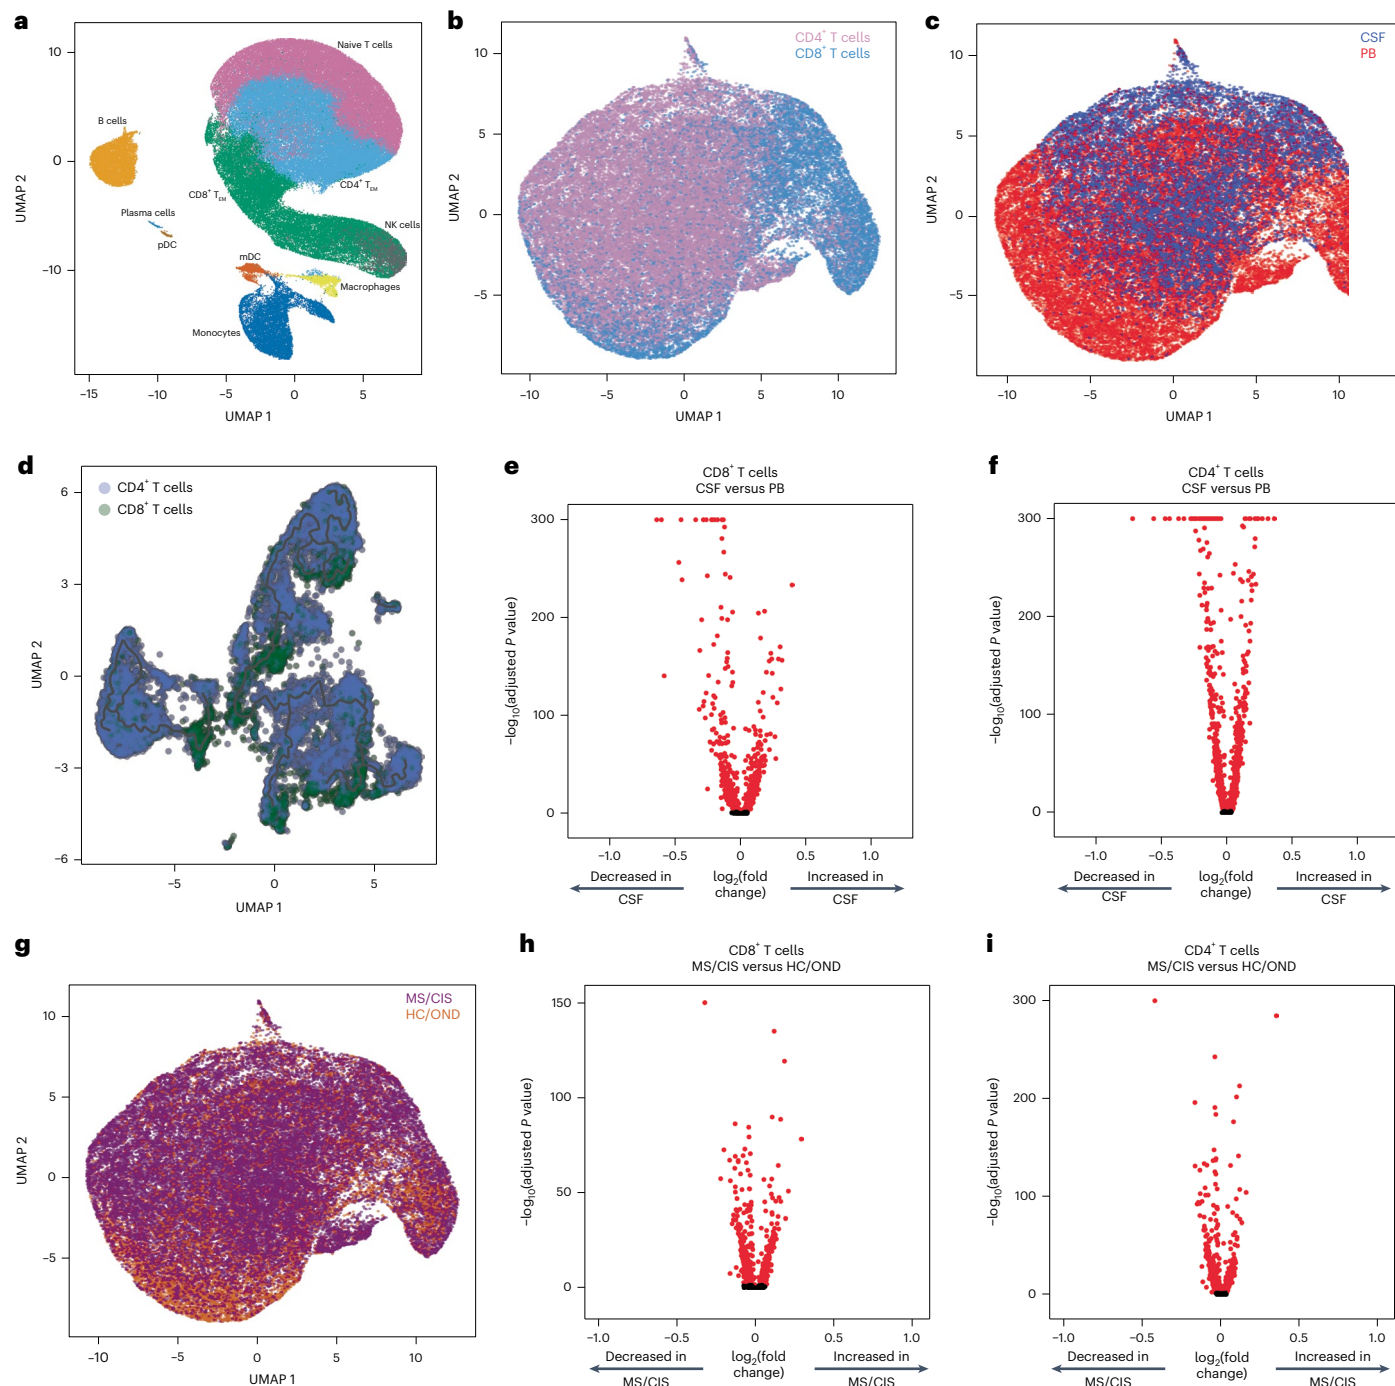 a
10
0
−10
−15
−10
−5
0
5
UMAP 2
UMAP 1
Naive T cells
B cells
CD8⁺ T_EM
CD4⁺ T_EM
Plasma cells
pDC
NK cells
mDC
Macrophages
Monocytes
b
CD4⁺ T cells
CD8⁺ T cells
10
5
0
−5
−10
−5
0
5
10
UMAP 2
UMAP 1
c
CSF
PB
10
5
0
−5
−10
−5
0
5
10
UMAP 2
UMAP 1
d
CD4⁺ T cells
CD8⁺ T cells
6
3
0
−3
−6
−5
0
5
UMAP 2
UMAP 1
e
CD8⁺ T cells
CSF versus PB
300
200
100
0
−log₁₀(adjusted P value)
−1.0
−0.5
0
0.5
1.0
Decreased in
CSF
log₂(fold
change)
Increased in
CSF
f
CD4⁺ T cells
CSF versus PB
300
200
100
0
−log₁₀(adjusted P value)
−1.0
−0.5
0
0.5
1.0
Decreased in
CSF
log₂(fold
change)
Increased in
CSF
g
MS/CIS
HC/OND
10
5
0
−5
−10
−5
0
5
10
UMAP 2
UMAP 1
h
CD8⁺ T cells
MS/CIS versus HC/OND
150
100
50
0
−log₁₀(adjusted P value)
−1.0
−0.5
0
0.5
1.0
Decreased in
MS/CIS
log₂(fold
change)
Increased in
MS/CIS
i
CD4⁺ T cells
MS/CIS versus HC/OND
300
200
100
0
−log₁₀(adjusted P value)
−1.0
−0.5
0
0.5
1.0
Decreased in
MS/CIS
log₂(fold
change)
Increased in
MS/CIS